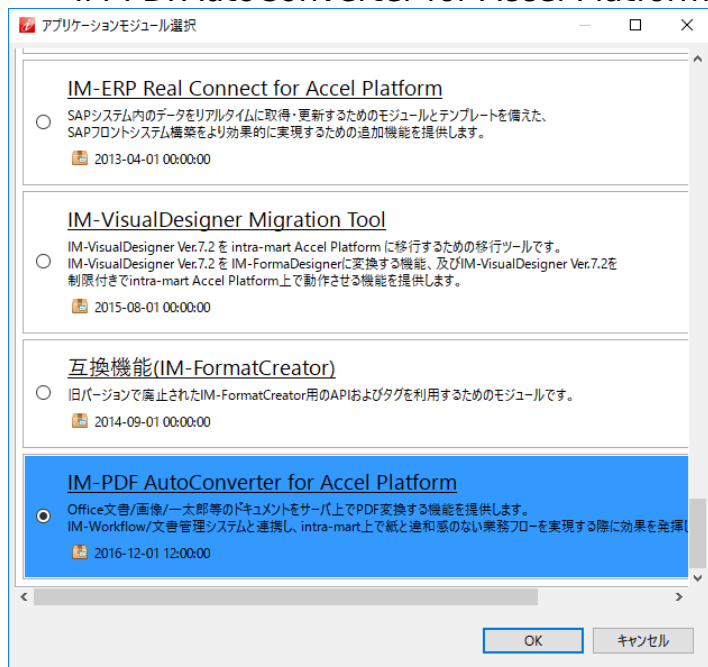 IM-PDF AutoConverter for Accel Platform
アプリケーションモジュール選択
IM-ERP Real Connect for Accel Platform
SAPシステム内のデータをリアルタイムに取得・更新するためのモジュールとテンプレートを備えた、
SAPフロントシステム構築をより効果的に実現するための追加機能を提供します。
2013-04-01 00:00:00
IM-VisualDesigner Migration Tool
IM-VisualDesigner Ver.7.2 を intra-mart Accel Platform に移行するための移行ツールです。
IM-VisualDesigner Ver.7.2 を IM-FormaDesignerに変換する機能、及びIM-VisualDesigner Ver.7.2を
制限付きでintra-mart Accel Platform上で動作させる機能を提供します。
2015-08-01 00:00:00
互換機能(IM-FormatCreator)
旧バージョンで廃止されたIM-FormatCreator用のAPIおよびタグを利用するためのモジュールです。
2014-09-01 00:00:00
IM-PDF AutoConverter for Accel Platform
Office文書/画像/一太郎等のドキュメントをサーバ上でPDF変換する機能を提供します。
IM-Workflow/文書管理システムと連携し、intra-mart上で紙と違和感のない業務フローを実現する際に効果を発揮し
2016-12-01 12:00:00
OK
キャンセル